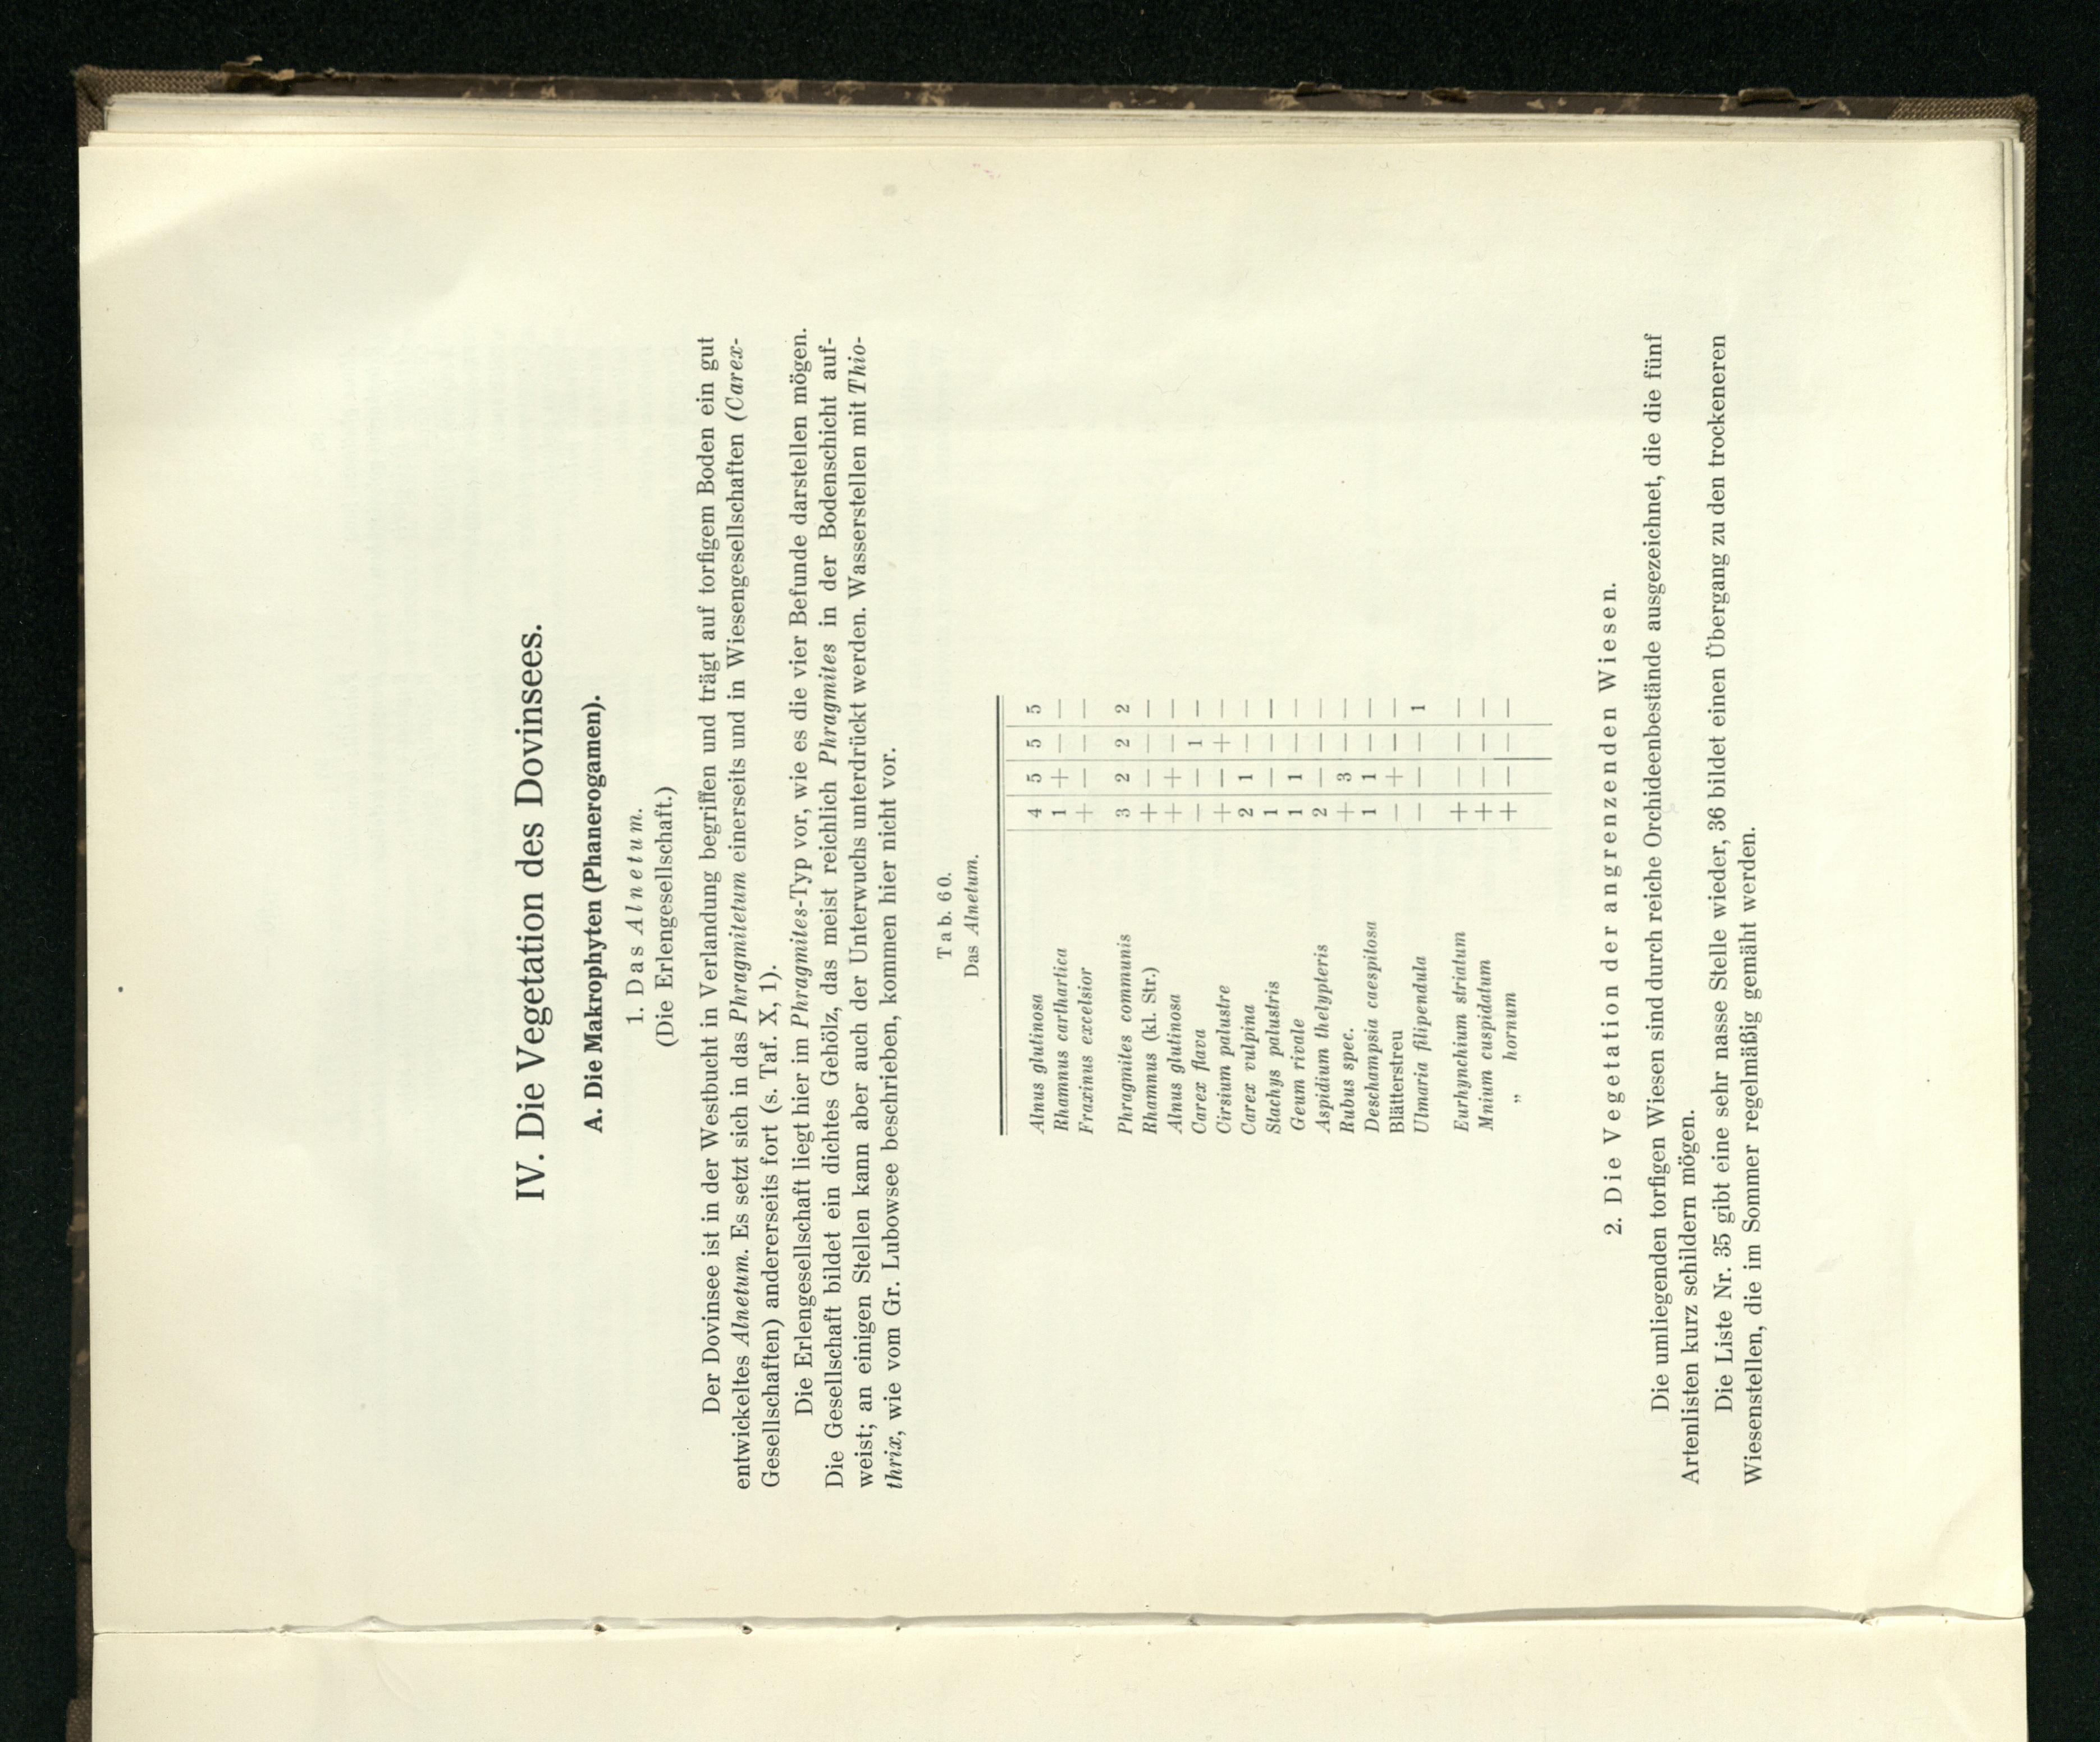 IV. Die Vegetation des Dovinsees.
A. Die Makrophyten (Phanerogamen).
1. Das Alnetum.
(Die Erlengesellschaft.)
Der Dovinsee ist in der Westbucht in Verlandung begriffen und trägt auf torfigem Boden ein gut
entwickeltes Alnetum. Es setzt sich in das Phragmitetum einerseits und in Wiesengesellschaften (Carex-
Gesellschaften) andererseits fort (s. Taf. X, 1).
Die Erlengesellschaft liegt hier im Phragmites-Typ vor, wie es die vier Befunde darstellen mögen.
Die Gesellschaft bildet ein dichtes Gehölz, das meist reichlich Phragmites in der Bodenschicht auf-
weist; an einigen Stellen kann aber auch der Unterwuchs unterdrückt werden. Wasserstellen mit Thio-
thrix, wie vom Gr. Lubowsee beschrieben, kommen hier nicht vor.
Tab. 60.
Das Alnetum.
Alnus glutinosa 4 5 5 5
Rhamnus carthartica 1 + — —
Fraxinus excelsior + — — —
Phragmites communis 3 2 2 2
Rhamnus (kl. Str.) + — — —
Alnus glutinosa + + — —
Carex flava — — 1 —
Cirsium palustre + — + —
Carex vulpina 2 1 — —
Stachys palustris 1 — — —
Geum rivale 1 1 — —
Aspidium thelypteris 2 — — —
Rubus spec. + 3 — —
Deschampsia caespitosa 1 1 — —
Blätterstreu — + — —
Ulmaria filipendula — — — 1
Eurhynchium striatum + — — —
Mnium cuspidatum + — — —
„ hornum + — — —
2. Die Vegetation der angrenzenden Wiesen.
Die umliegenden torfigen Wiesen sind durch reiche Orchideenbestände ausgezeichnet, die die fünf
Artenlisten kurz schildern mögen.
Die Liste Nr. 35 gibt eine sehr nasse Stelle wieder, 36 bildet einen Übergang zu den trockeneren
Wiesenstellen, die im Sommer regelmäßig gemäht werden.